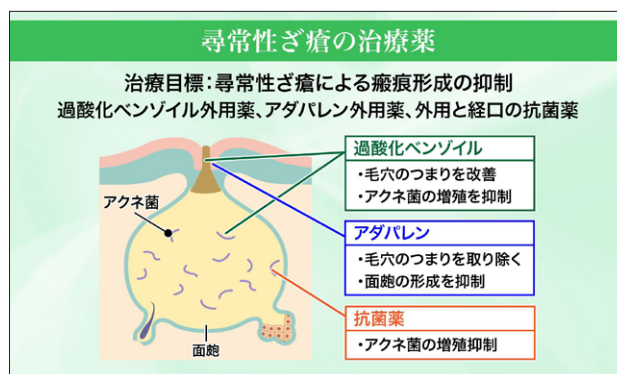 尋常性ざ瘡の治療薬
治療目標：尋常性ざ瘡による瘢痕形成の抑制
過酸化ベンゾイル外用薬、アダパレン外用薬、外用と経口の抗菌薬
過酸化ベンゾイル
・毛穴のつまりを改善
・アクネ菌の増殖を抑制
アクネ菌
アダパレン
・毛穴のつまりを取り除く
・面皰の形成を抑制
抗菌薬
・アクネ菌の増殖抑制
面皰